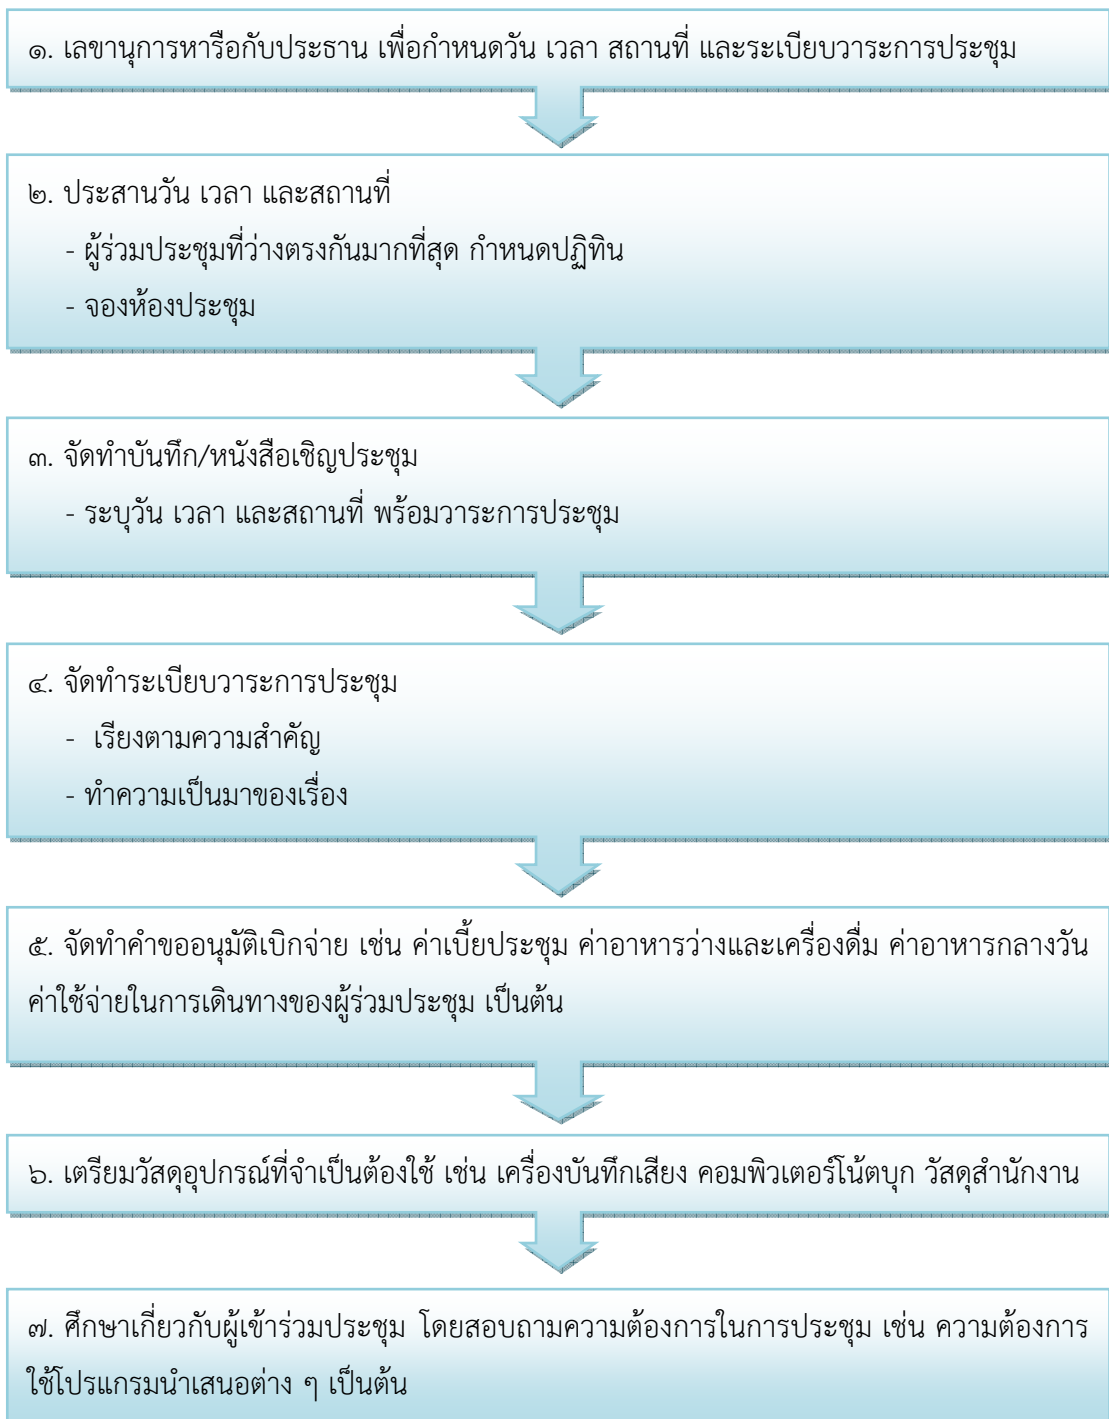 ๑. เลขานุการหารือกับประธาน เพื่อกำหนดวัน เวลา สถานที่ และระเบียบวาระการประชุม
๒. ประสานวัน เวลา และสถานที่
- ผู้ร่วมประชุมที่ว่างตรงกันมากที่สุด กำหนดปฏิทิน
- จองห้องประชุม
๓. จัดทำบันทึก/หนังสือเชิญประชุม
- ระบุวัน เวลา และสถานที่ พร้อมวาระการประชุม
๔. จัดทำระเบียบวาระการประชุม
- เรียงตามความสำคัญ
- ทำความเป็นมาของเรื่อง
๕. จัดทำคำขออนุมัติเบิกจ่าย เช่น ค่าเบี้ยประชุม ค่าอาหารว่างและเครื่องดื่ม ค่าอาหารกลางวัน
ค่าใช้จ่ายในการเดินทางของผู้ร่วมประชุม เป็นต้น
๖. เตรียมวัสดุอุปกรณ์ที่จำเป็นต้องใช้ เช่น เครื่องบันทึกเสียง คอมพิวเตอร์โน้ตบุก วัสดุสำนักงาน
๗. ศึกษาเกี่ยวกับผู้เข้าร่วมประชุม โดยสอบถามความต้องการในการประชุม เช่น ความต้องการ
ใช้โปรแกรมนำเสนอต่าง ๆ เป็นต้น